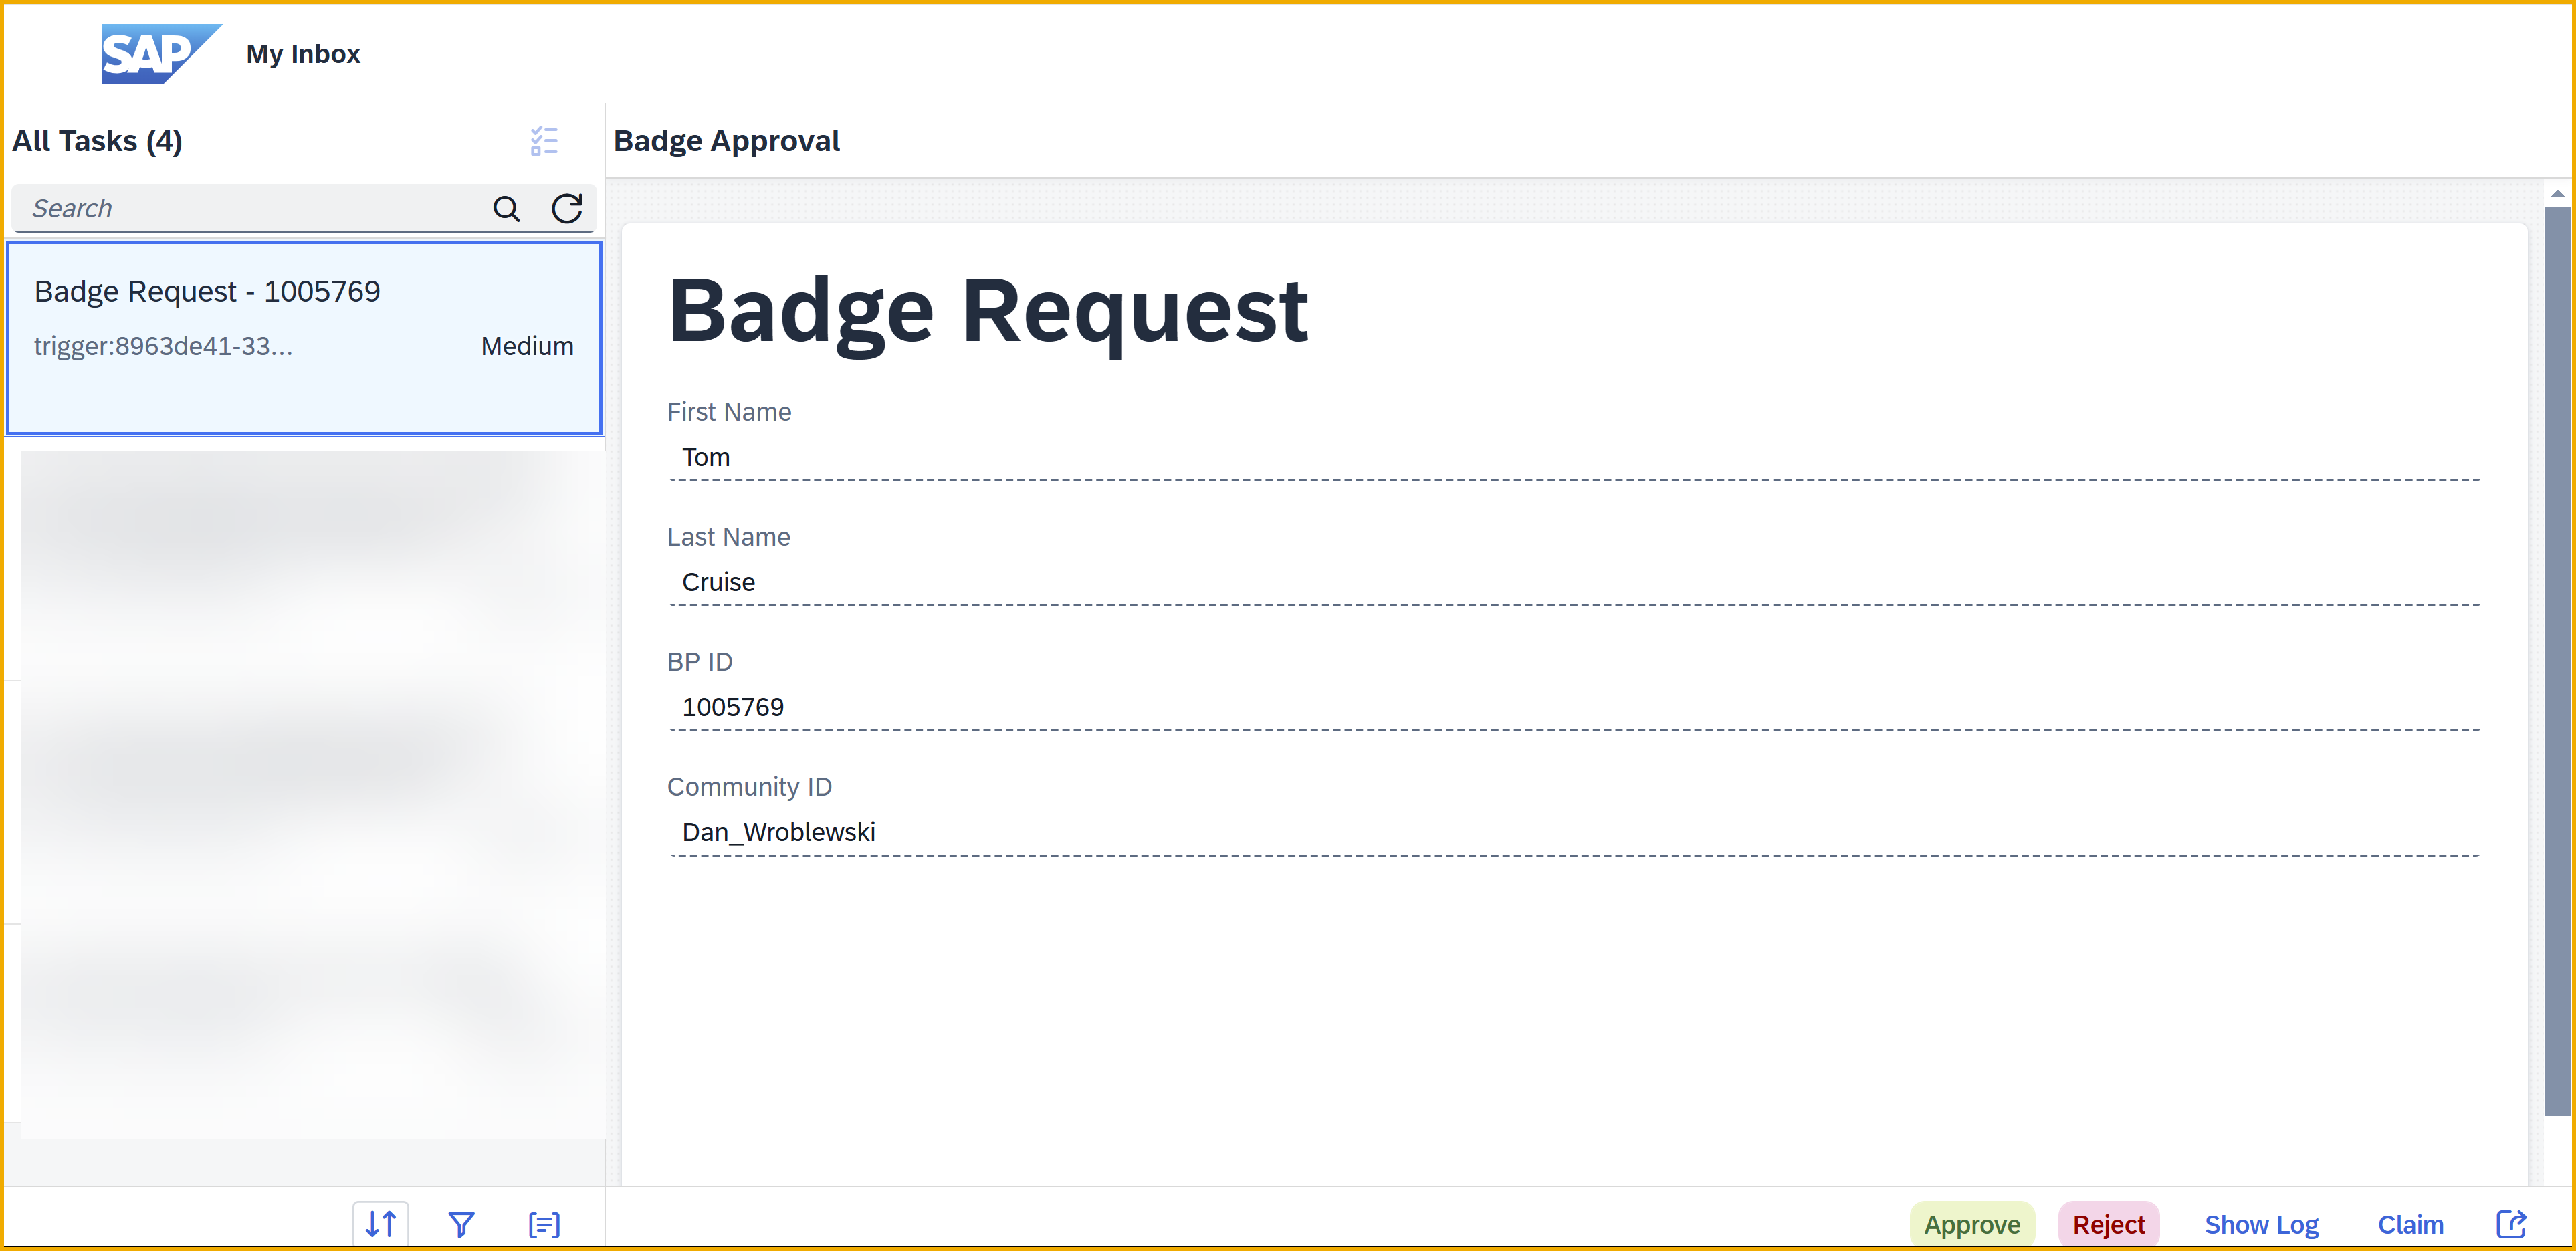 SAP My Inbox
All Tasks (4)
Search
Badge Request - 1005769
trigger:8963de41-33... Medium
Badge Approval
Badge Request
First Name
Tom
Last Name
Cruise
BP ID
1005769
Community ID
Dan_Wroblewski
Approve Reject Show Log Claim